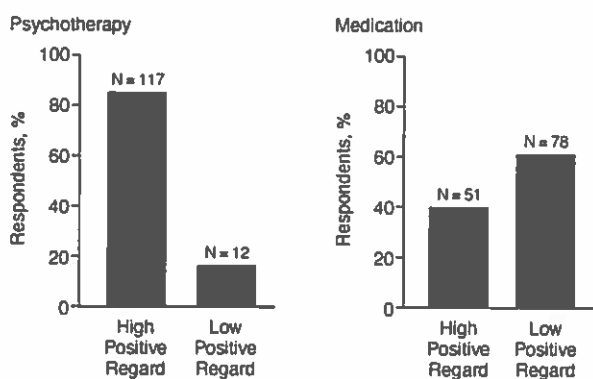 Psychotherapy
Respondents, %
100
80
60
40
20
0
N = 117
N = 12
High
Positive
Regard
Low
Positive
Regard
Medication
Respondents, %
100
80
60
40
20
0
N = 51
N = 78
High
Positive
Regard
Low
Positive
Regard